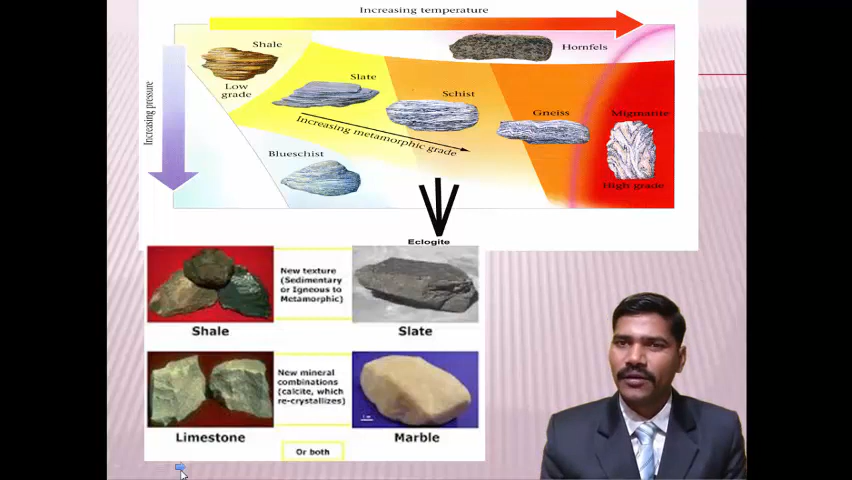 Increasing temperature
Increasing pressure
Shale
Hornfels
Low
grade
Slate
Schist
Gneiss
Migmatite
Increasing metamorphic grade
Blueschist
High grade
Eclogite
New texture
(Sedimentary
or Igneous to
Metamorphic)
Shale
Slate
New mineral
combinations
(calcite, which
re-crystallizes)
Limestone
Marble
Or both